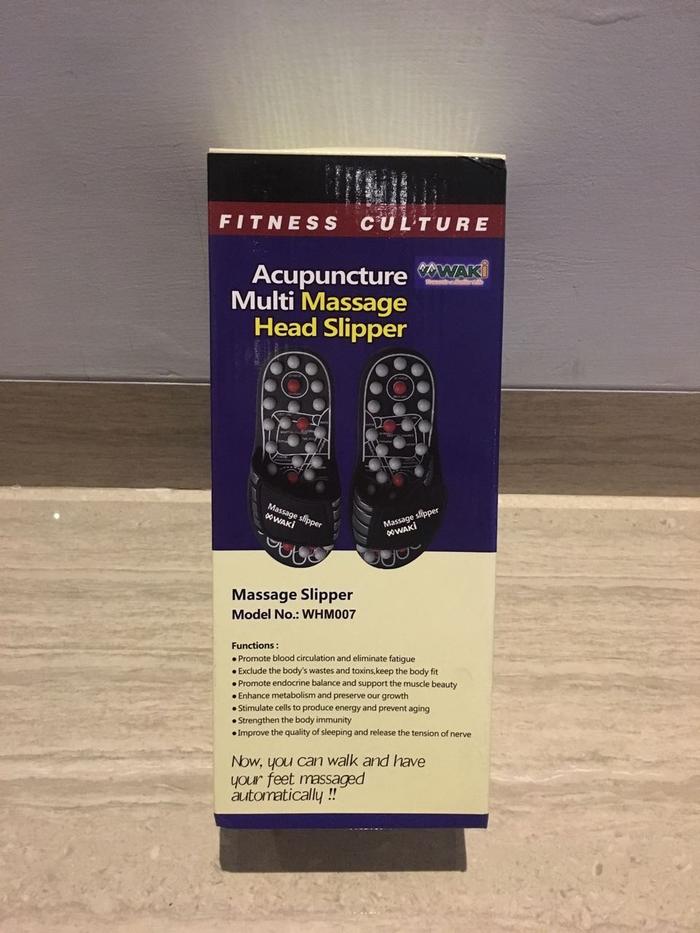 FITNESS CULTURE
WAKi
Acupuncture
Multi Massage
Head Slipper
Massage slipper
WAKi
Massage slipper
WAKi
Massage Slipper
Model No.: WHM007
Functions :
• Promote blood circulation and eliminate fatigue
• Exclude the body's wastes and toxins,keep the body fit
• Promote endocrine balance and support the muscle beauty
• Enhance metabolism and preserve our growth
• Stimulate cells to produce energy and prevent aging
• Strengthen the body immunity
• Improve the quality of sleeping and release the tension of nerve
Now, you can walk and have
your feet massaged
automatically !!